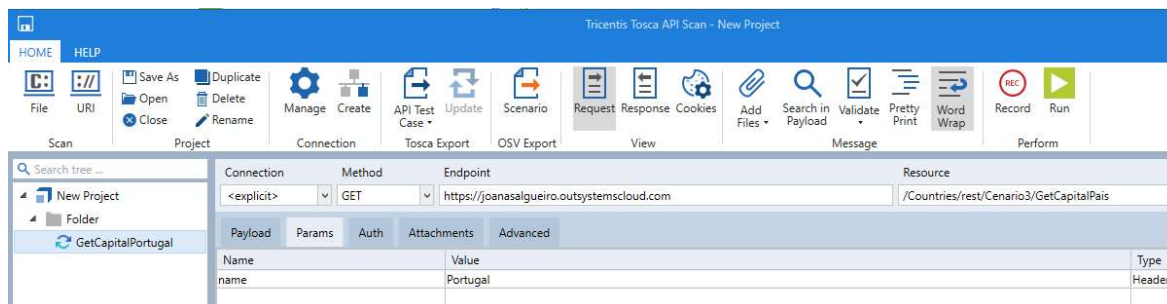 Tricentis Tosca API Scan - New Project
HOME HELP
C: :// Save As Duplicate
Open Delete
Close Rename
File URI Manage Create API Test Case Update Scenario Request Response Cookies Add Files Search in Payload Validate Pretty Print Word Wrap REC Record Run
Scan Project Connection Tosca Export OSV Export View Message Perform
Search tree ... Connection Method Endpoint Resource
New Project <explicit> GET https://joanasalgueiro.outsystemscloud.com /Countries/rest/Cenario3/GetCapitalPais
Folder
GetCapitalPortugal Payload Params Auth Attachments Advanced
Name Value Type
name Portugal Header